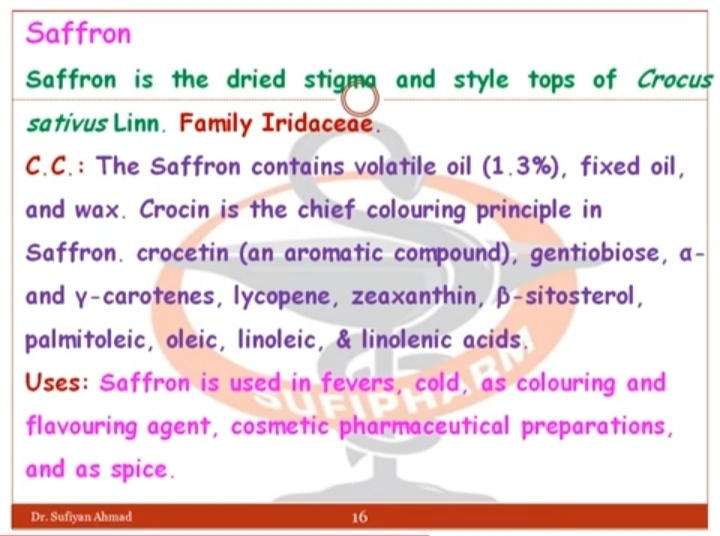 Saffron
Saffron is the dried stigma and style tops of Crocus
sativus Linn. Family Iridaceae.
C.C.: The Saffron contains volatile oil (1.3%), fixed oil,
and wax. Crocin is the chief colouring principle in
Saffron. crocetin (an aromatic compound), gentiobiose, α-
and γ-carotenes, lycopene, zeaxanthin, β-sitosterol,
palmitoleic, oleic, linoleic, & linolenic acids.
Uses: Saffron is used in fevers, cold, as colouring and
flavouring agent, cosmetic pharmaceutical preparations,
and as spice.
SUFIPHARM
Dr. Sufiyan Ahmad
16